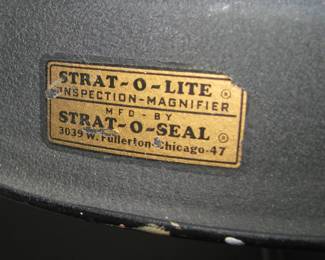 STRAT-O-LITE ®
INSPECTION-MAGNIFIER
MFD-BY
STRAT-O-SEAL ®
3039 W. Fullerton-Chicago-47